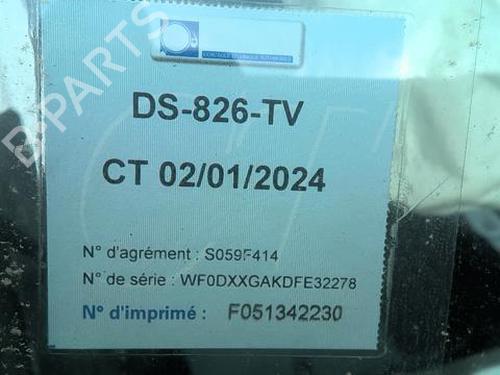 B-PARTS
DS-826-TV
CT 02/01/2024
N° d'agrément : S059F414
N° de série : WF0DXXGAKDFE32278
N° d'imprimé : F051342230